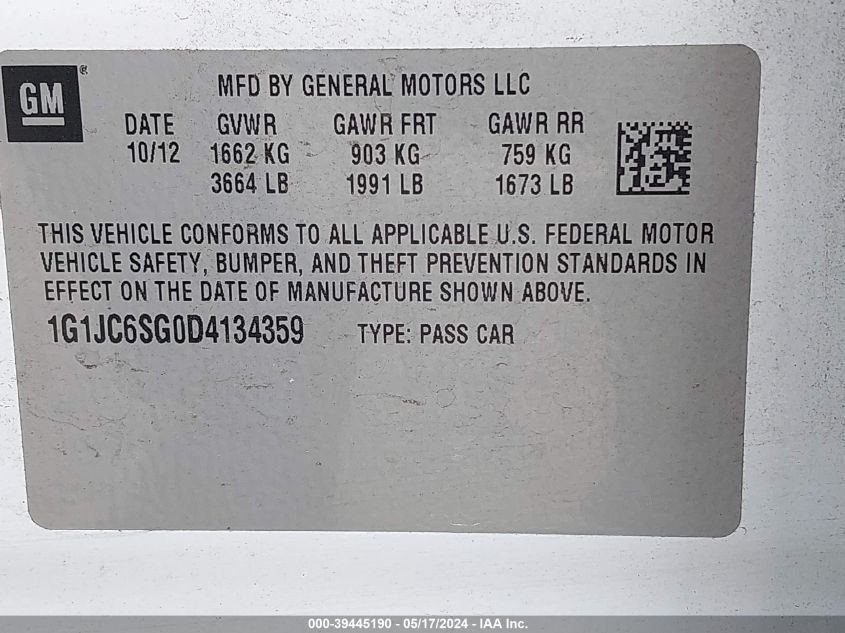 GM ®
MFD BY GENERAL MOTORS LLC
DATE GVWR GAWR FRT GAWR RR
10/12 1662 KG 903 KG 759 KG
3664 LB 1991 LB 1673 LB
THIS VEHICLE CONFORMS TO ALL APPLICABLE U.S. FEDERAL MOTOR
VEHICLE SAFETY, BUMPER, AND THEFT PREVENTION STANDARDS IN
EFFECT ON THE DATE OF MANUFACTURE SHOWN ABOVE.
1G1JC6SG0D4134359 TYPE: PASS CAR
000-39445190 - 05/17/2024 - IAA Inc.